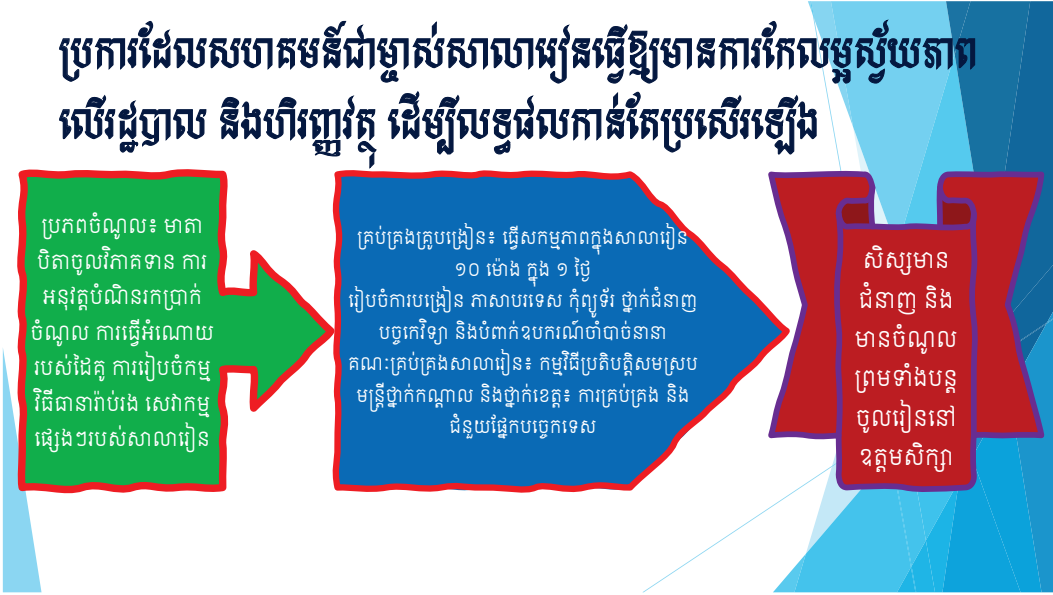 ប្រការដែលសហគមន៍ជាម្ចាស់សាលារៀនធ្វើឱ្យមានការកែលម្អស្វ័យភាព
លើរដ្ឋបាល និងហិរញ្ញវត្ថុ ដើម្បីលទ្ធផលកាន់តែប្រសើរឡើង
ប្រភពចំណូល៖ មាតា
បិតាចូលវិភាគទាន ការ
អនុវត្តបំណិនរកប្រាក់
ចំណូល ការធ្វើអំណោយ
របស់ដៃគូ ការរៀបចំកម្ម
វិធីធានារ៉ាប់រង សេវាកម្ម
ផ្សេងៗរបស់សាលារៀន
គ្រប់គ្រងគ្រូបង្រៀន៖ ធ្វើសកម្មភាពក្នុងសាលារៀន
១០ ម៉ោង ក្នុង ១ ថ្ងៃ
រៀបចំការបង្រៀន ភាសាបរទេស កុំព្យូទ័រ ថ្នាក់ជំនាញ
បច្ចេកវិទ្យា និងបំពាក់ឧបករណ៍ចាំបាច់នានា
គណៈគ្រប់គ្រងសាលារៀន៖ កម្មវិធីប្រតិបត្តិសមស្រប
មន្ត្រីថ្នាក់កណ្តាល និងថ្នាក់ខេត្ត៖ ការគ្រប់គ្រង និង
ជំនួយផ្នែកបច្ចេកទេស
សិស្សមាន
ជំនាញ និង
មានចំណូល
ព្រមទាំងបន្ត
ចូលរៀននៅ
ឧត្តមសិក្សា